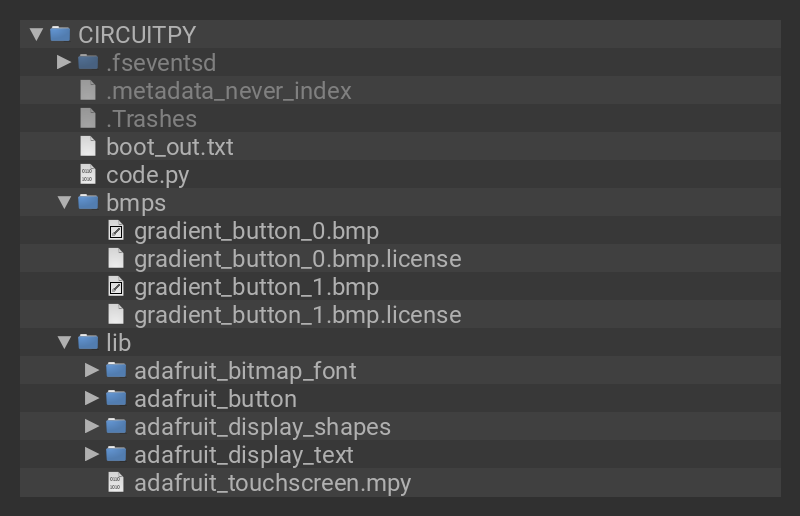 CIRCUITPY
.fseventsd
.metadata_never_index
.Trashes
boot_out.txt
code.py
bmps
gradient_button_0.bmp
gradient_button_0.bmp.license
gradient_button_1.bmp
gradient_button_1.bmp.license
lib
adafruit_bitmap_font
adafruit_button
adafruit_display_shapes
adafruit_display_text
adafruit_touchscreen.mpy